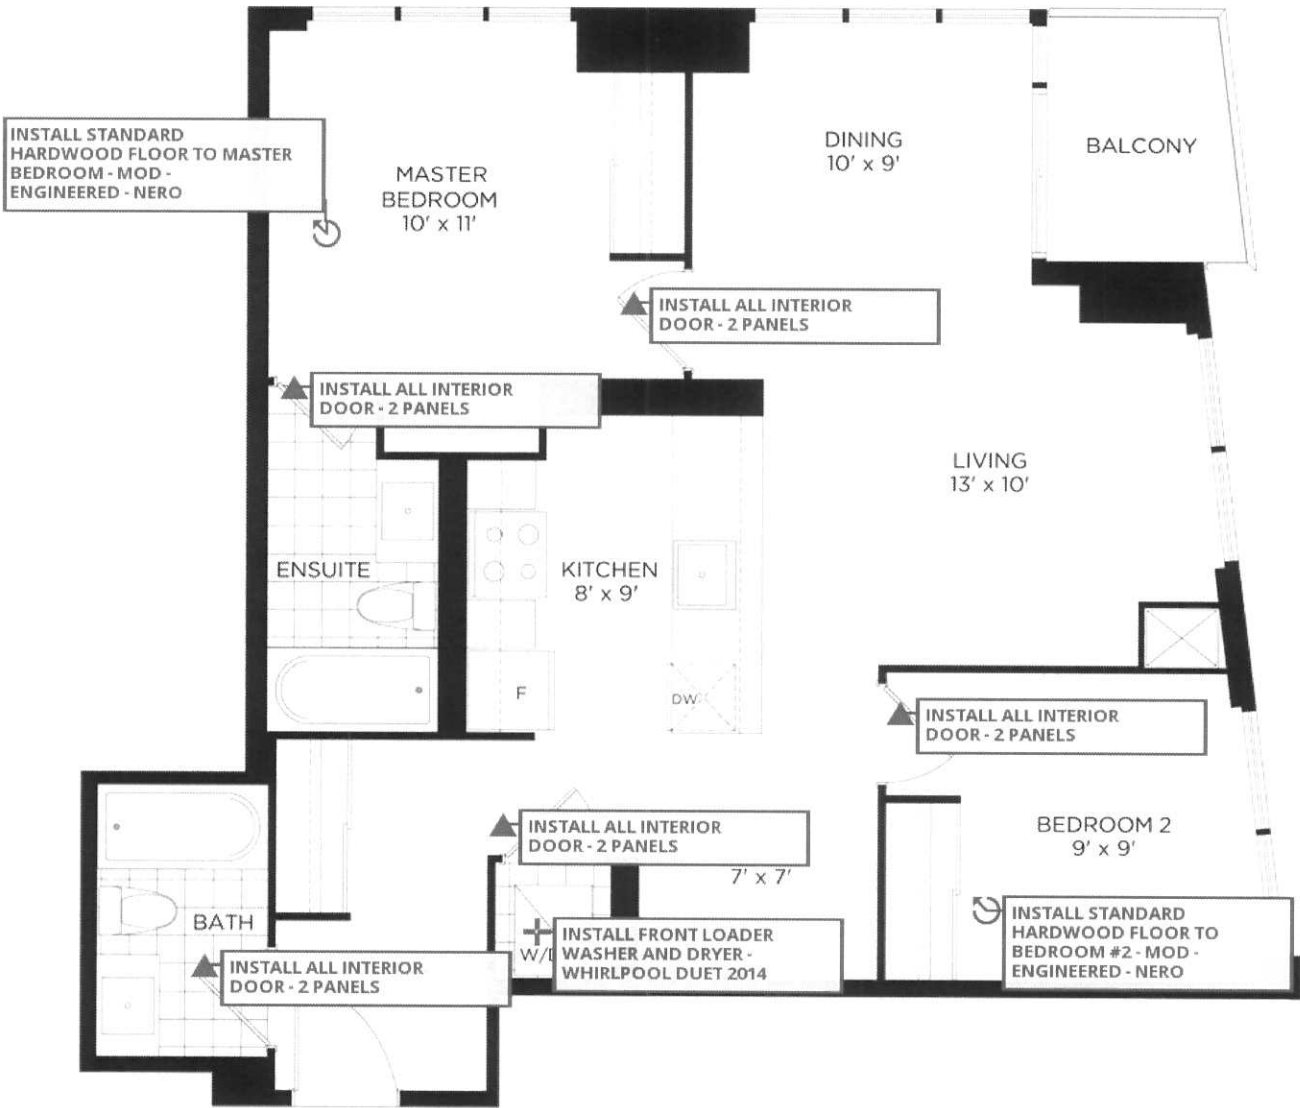 INSTALL STANDARD
HARDWOOD FLOOR TO MASTER
BEDROOM - MOD -
ENGINEERED - NERO
MASTER
BEDROOM
10' x 11'
DINING
10' x 9'
BALCONY
INSTALL ALL INTERIOR
DOOR - 2 PANELS
INSTALL ALL INTERIOR
DOOR - 2 PANELS
LIVING
13' x 10'
ENSUITE
KITCHEN
8' x 9'
F
DW
INSTALL ALL INTERIOR
DOOR - 2 PANELS
INSTALL ALL INTERIOR
DOOR - 2 PANELS
7' x 7'
BEDROOM 2
9' x 9'
BATH
INSTALL STANDARD
HARDWOOD FLOOR TO
BEDROOM #2 - MOD -
ENGINEERED - NERO
W/D
INSTALL FRONT LOADER
WASHER AND DRYER -
WHIRLPOOL DUET 2014
INSTALL ALL INTERIOR
DOOR - 2 PANELS